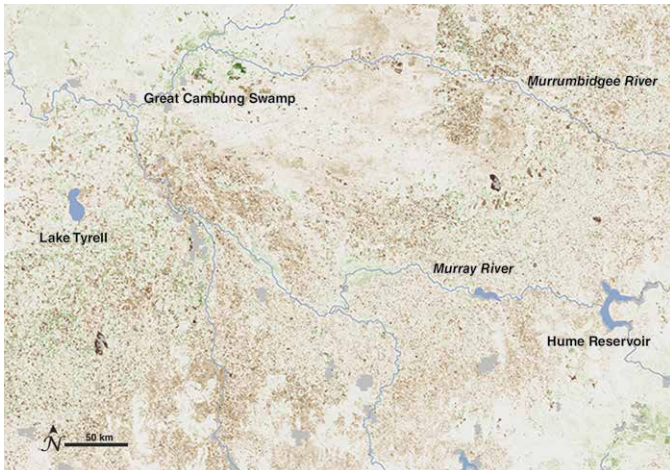 Murrumbidgee River
Great Cambung Swamp
Lake Tyrell
Murray River
Hume Reservoir
N
50 km